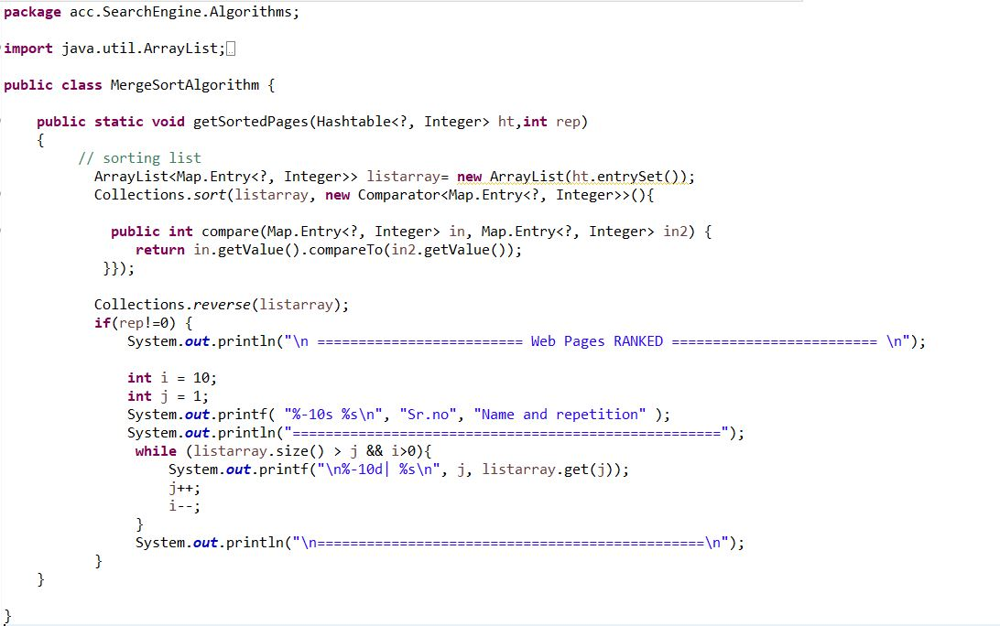 package acc.SearchEngine.Algorithms;
import java.util.ArrayList;
public class MergeSortAlgorithm {
public static void getSortedPages(Hashtable<?, Integer> ht,int rep)
{
// sorting list
ArrayList<Map.Entry<?, Integer>> listarray= new ArrayList(ht.entrySet());
Collections.sort(listarray, new Comparator<Map.Entry<?, Integer>>(){
public int compare(Map.Entry<?, Integer> in, Map.Entry<?, Integer> in2) {
return in.getValue().compareTo(in2.getValue());
}});
Collections.reverse(listarray);
if(rep!=0) {
System.out.println("\n ========================= Web Pages RANKED ========================= \n");
int i = 10;
int j = 1;
System.out.printf( "%-10s %s\n", "Sr.no", "Name and repetition" );
System.out.println("====================================================");
while (listarray.size() > j && i>0){
System.out.printf("\n%-10d| %s\n", j, listarray.get(j));
j++;
i--;
}
System.out.println("\n===============================================\n");
}
}
}